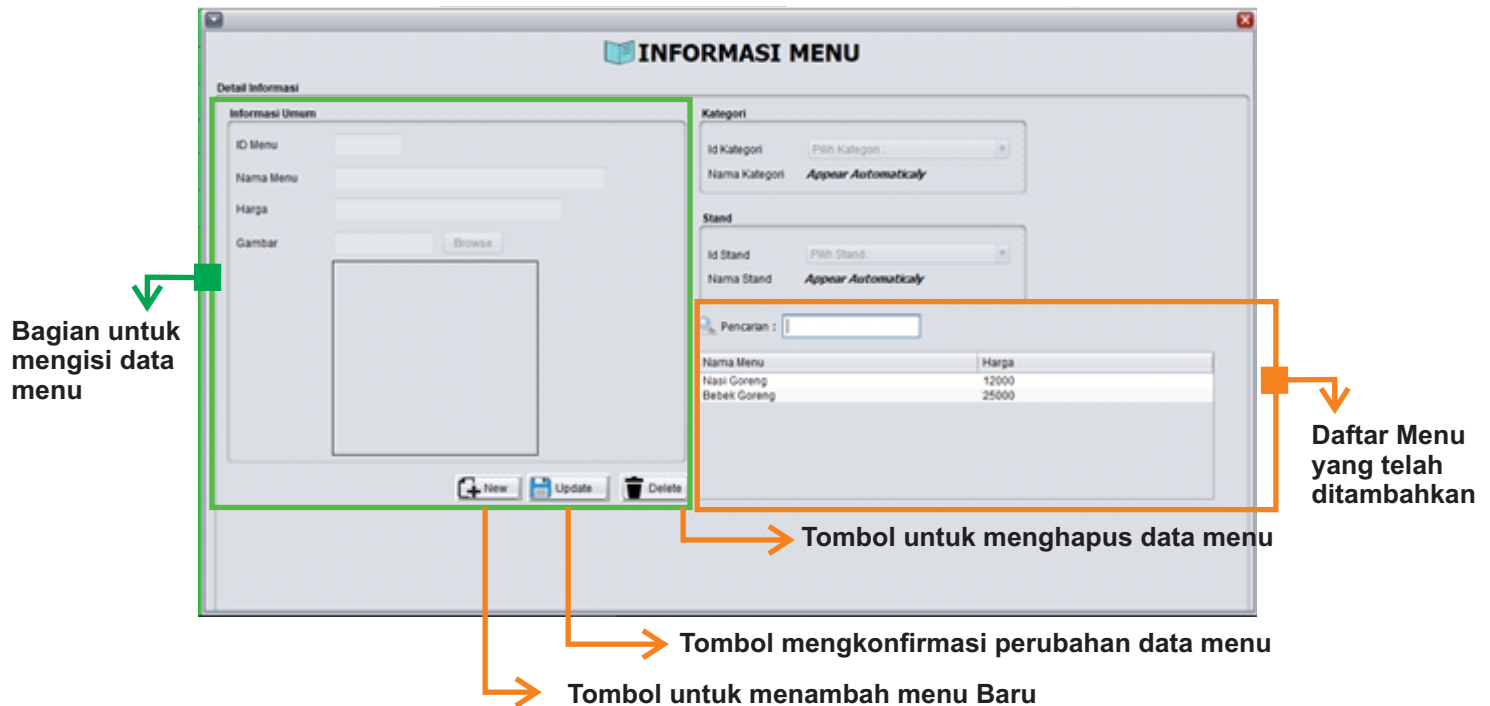 INFORMASI MENU
Detail Informasi
Informasi Umum
ID Menu
Nama Menu
Harga
Gambar
Browse
Kategori
Id Kategori
Pilih Kategori :
Nama Kategori
Appear Automaticaly
Stand
Id Stand
Pilih Stand :
Nama Stand
Appear Automaticaly
Pencarian :
Nama Menu Harga
Nasi Goreng 12000
Bebek Goreng 25000
New
Update
Delete
Bagian untuk
mengisi data
menu
Daftar Menu
yang telah
ditambahkan
Tombol untuk menghapus data menu
Tombol mengkonfirmasi perubahan data menu
Tombol untuk menambah menu Baru